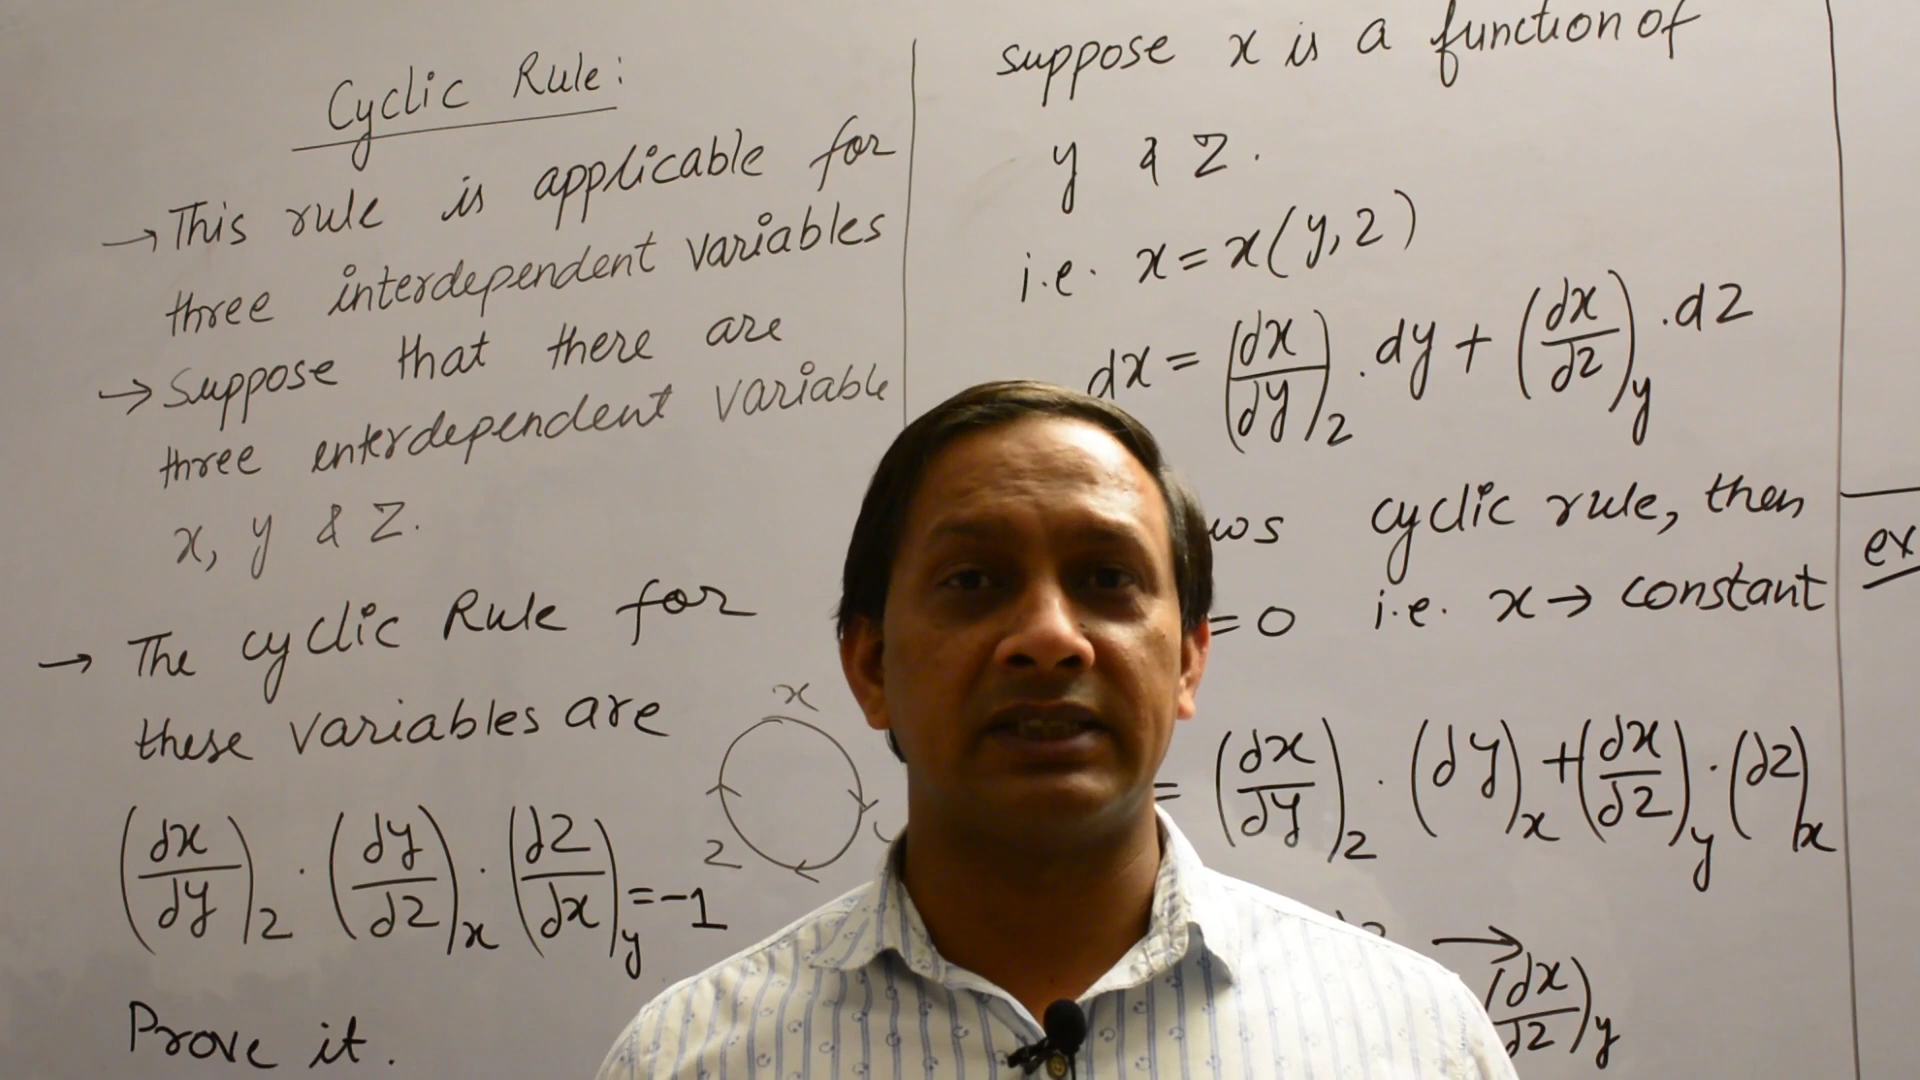 Cyclic Rule:
→ This rule is applicable for
three interdependent variables
→ Suppose that there are
three enterdependent variable
x, y & z.
→ The cyclic Rule for
these variables are
x
z
(∂x/∂y)z · (∂y/∂z)x · (∂z/∂x)y = -1
Prove it.
suppose x is a function of
y & z.
i.e. x = x(y, z)
dx = (∂x/∂y)z . dy + (∂x/∂z)y . dz
cyclic rule, then
= 0 i.e. x → constant
= (∂x/∂y)z . (∂y)x + (∂x/∂z)y . (∂z)x
→
(∂x/∂z)y
ex